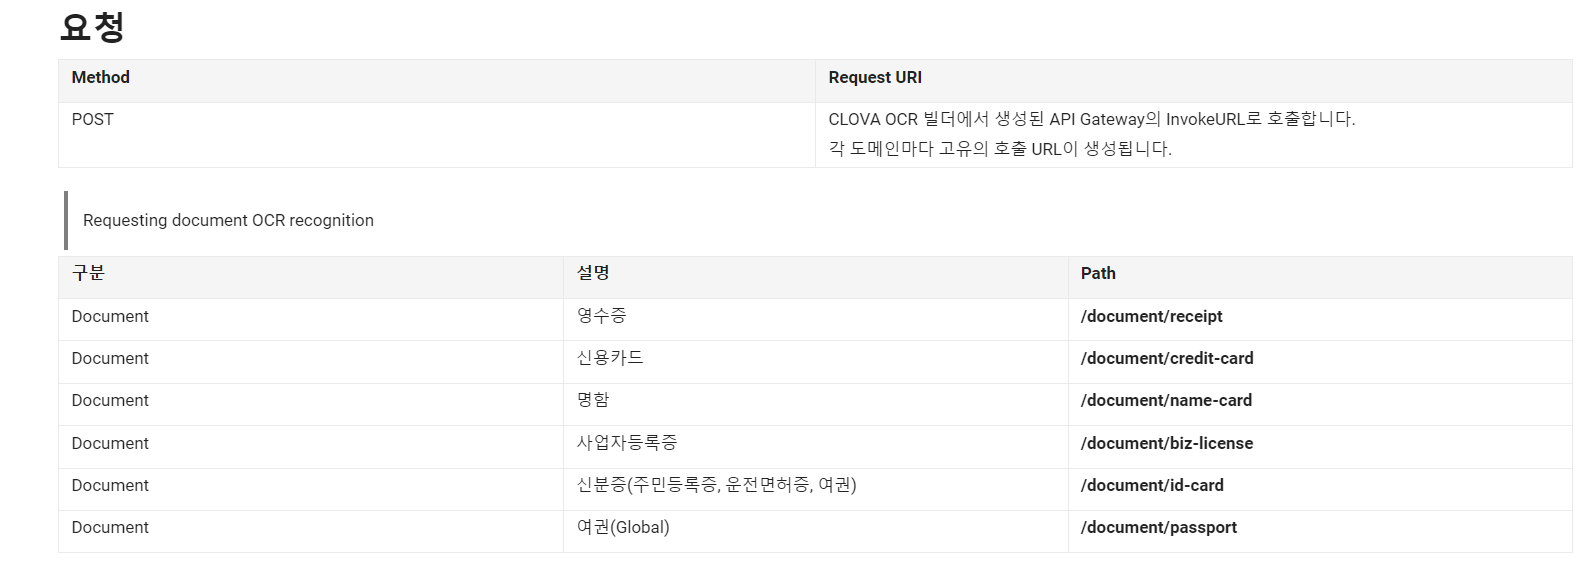 요청
Method Request URI
POST CLOVA OCR 빌더에서 생성된 API Gateway의 InvokeURL로 호출합니다.
각 도메인마다 고유의 호출 URL이 생성됩니다.
Requesting document OCR recognition
구분 설명 Path
Document 영수증 /document/receipt
Document 신용카드 /document/credit-card
Document 명함 /document/name-card
Document 사업자등록증 /document/biz-license
Document 신분증(주민등록증, 운전면허증, 여권) /document/id-card
Document 여권(Global) /document/passport